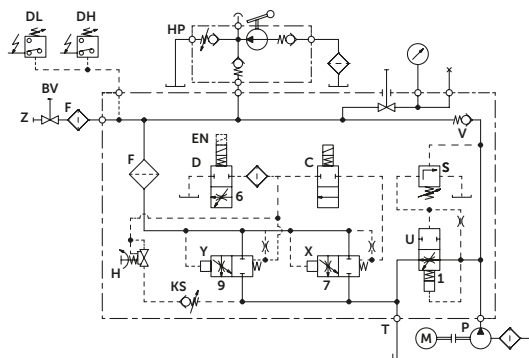 DL DH HP
BV
Z F V
EN
F D C S
6
Y X U
H 9 7 1
KS
T P
M